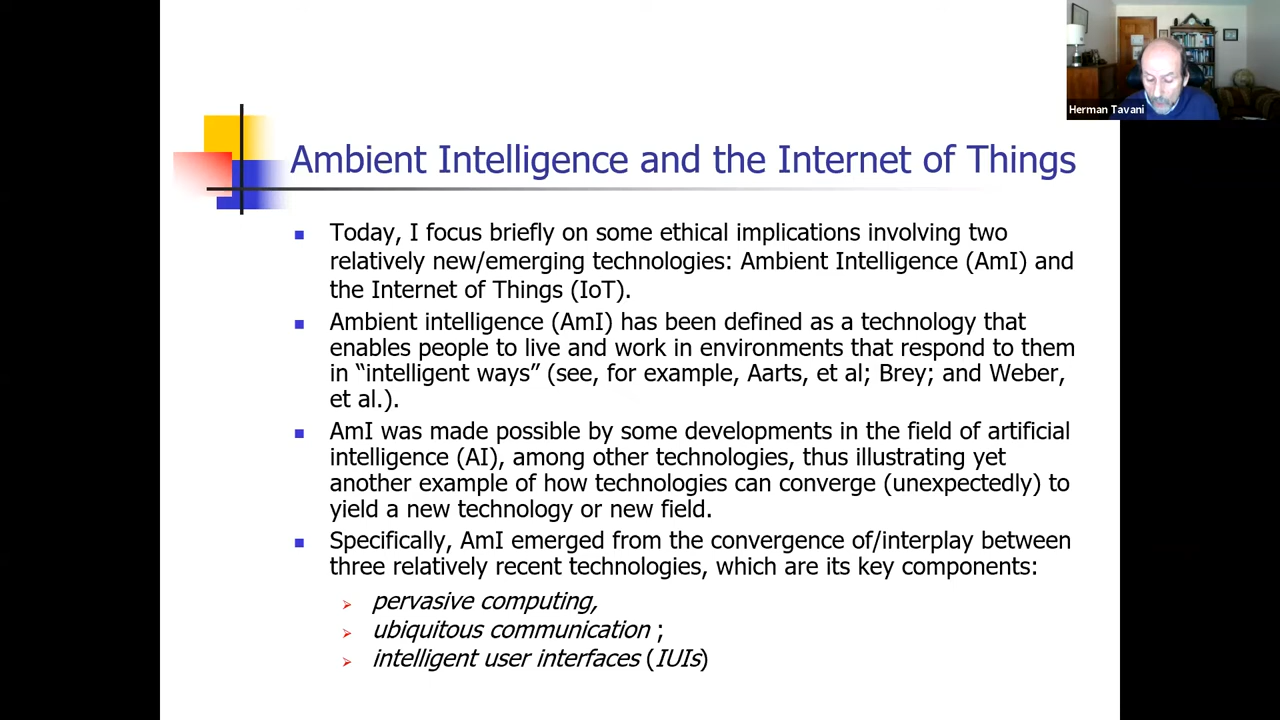 Herman Tavani
Ambient Intelligence and the Internet of Things
Today, I focus briefly on some ethical implications involving two
relatively new/emerging technologies: Ambient Intelligence (AmI) and
the Internet of Things (IoT).
Ambient intelligence (AmI) has been defined as a technology that
enables people to live and work in environments that respond to them
in “intelligent ways” (see, for example, Aarts, et al; Brey; and Weber,
et al.).
AmI was made possible by some developments in the field of artificial
intelligence (AI), among other technologies, thus illustrating yet
another example of how technologies can converge (unexpectedly) to
yield a new technology or new field.
Specifically, AmI emerged from the convergence of/interplay between
three relatively recent technologies, which are its key components:
pervasive computing,
ubiquitous communication ;
intelligent user interfaces (IUIs)